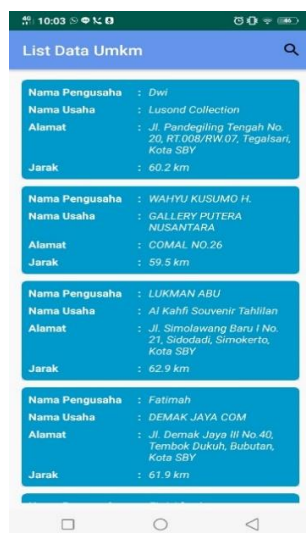 10:03
List Data Umkm
Nama Pengusaha : Dwi
Nama Usaha : Lusond Collection
Alamat : Jl. Pandegiling Tengah No.
20, RT.008/RW.07, Tegalsari,
Kota SBY
Jarak : 60.2 km
Nama Pengusaha : WAHYU KUSUMO H.
Nama Usaha : GALLERY PUTERA
NUSANTARA
Alamat : COMAL NO.26
Jarak : 59.5 km
Nama Pengusaha : LUKMAN ABU
Nama Usaha : Al Kahfi Souvenir Tahlilan
Alamat : Jl. Simolawang Baru I No.
21, Sidodadi, Simokerto,
Kota SBY
Jarak : 62.9 km
Nama Pengusaha : Fatimah
Nama Usaha : DEMAK JAYA COM
Alamat : Jl. Demak Jaya III No.40,
Tembok Dukuh, Bubutan,
Kota SBY
Jarak : 61.9 km